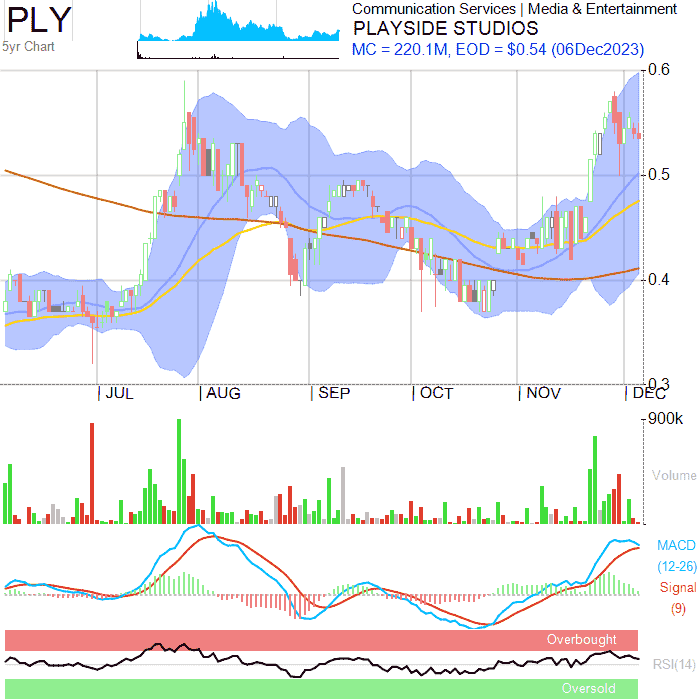 PLY
5yr Chart
Communication Services | Media & Entertainment
PLAYSIDE STUDIOS
MC = 220.1M, EOD = $0.54 (06Dec2023)
0.6
0.5
0.4
0.3
JUL AUG SEP OCT NOV DEC
900k
Volume
MACD
(12-26)
Signal
(9)
Overbought
RSI(14)
Oversold